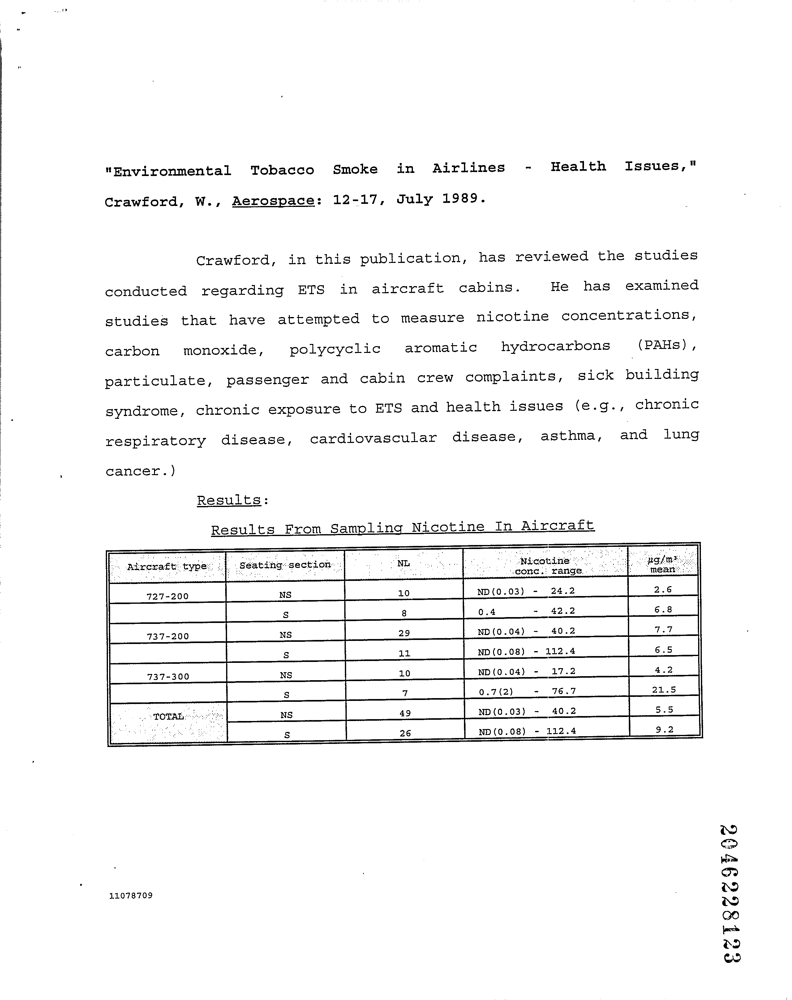 "Environmental Tobacco Smoke in Airlines - Health Issues,"
Crawford, W., Aerospace: 12-17, July 1989.
Crawford, in this publication, has reviewed the studies
conducted regarding ETS in aircraft cabins. He has examined
studies that have attempted to measure nicotine concentrations,
carbon monoxide, polycyclic aromatic hydrocarbons (PAHs),
particulate, passenger and cabin crew complaints, sick building
syndrome, chronic exposure to ETS and health issues (e.g., chronic
respiratory disease, cardiovascular disease, asthma, and lung
cancer.)
Results:
Results From Sampling Nicotine In Aircraft
Aircraft type Seating section NL Nicotine conc. range µg/m³ mean
727-200 NS 10 ND(0.03) - 24.2 2.6
S 8 0.4 - 42.2 6.8
737-200 NS 29 ND(0.04) - 40.2 7.7
S 11 ND(0.08) - 112.4 6.5
737-300 NS 10 ND(0.04) - 17.2 4.2
S 7 0.7(2) - 76.7 21.5
TOTAL NS 49 ND(0.03) - 40.2 5.5
S 26 ND(0.08) - 112.4 9.2
11078709
2046228123